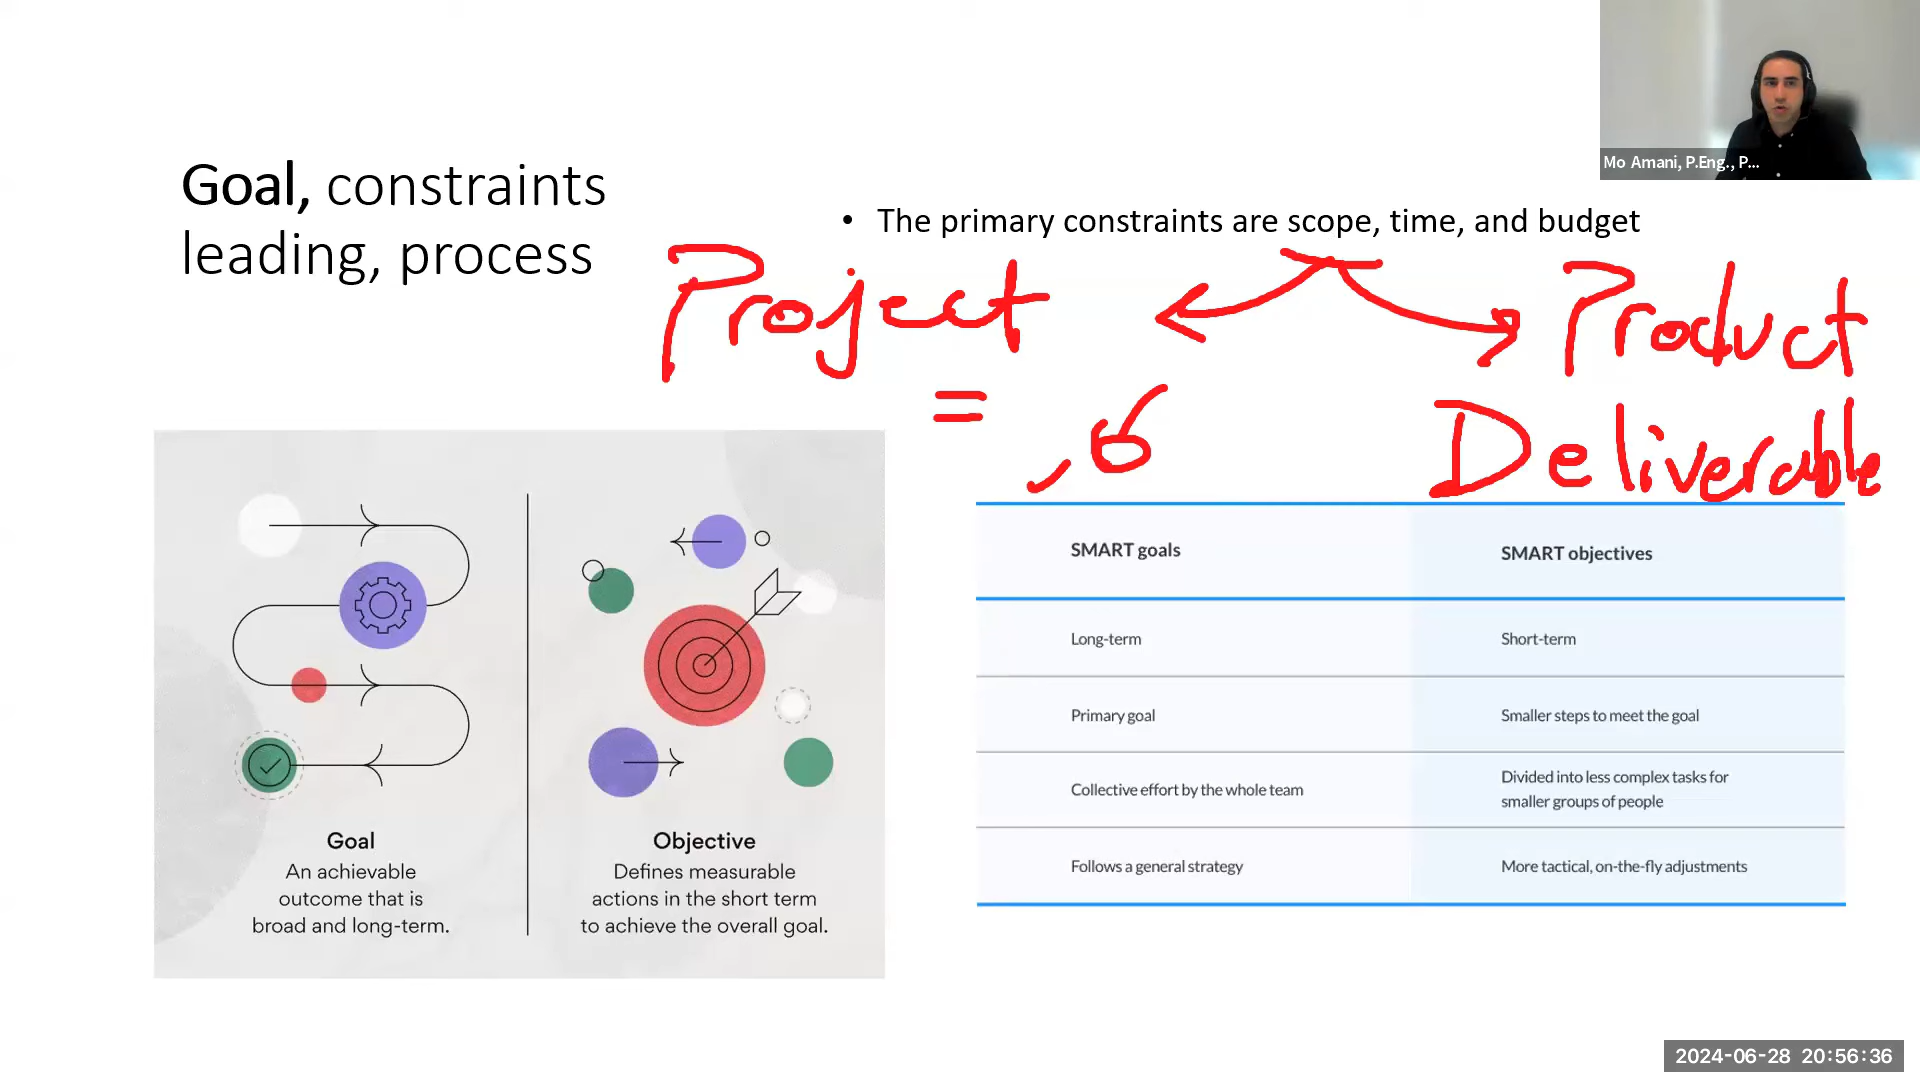 Mo Amani, P.Eng., P...
Goal, constraints
leading, process
• The primary constraints are scope, time, and budget
Project
Product
=
Deliverable
Goal
An achievable
outcome that is
broad and long-term.
Objective
Defines measurable
actions in the short term
to achieve the overall goal.
SMART goals
SMART objectives
Long-term
Short-term
Primary goal
Smaller steps to meet the goal
Collective effort by the whole team
Divided into less complex tasks for
smaller groups of people
Follows a general strategy
More tactical, on-the-fly adjustments
2024-06-28 20:56:36